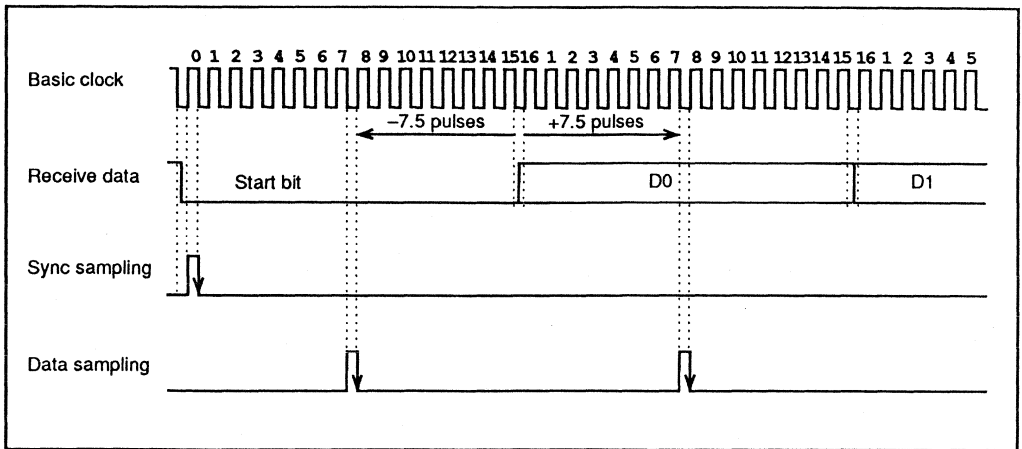 0 1 2 3 4 5 6 7 8 9 10 11 12 13 14 15 16 1 2 3 4 5 6 7 8 9 10 11 12 13 14 15 16 1 2 3 4 5
Basic clock
−7.5 pulses +7.5 pulses
Receive data Start bit D0 D1
Sync sampling
Data sampling